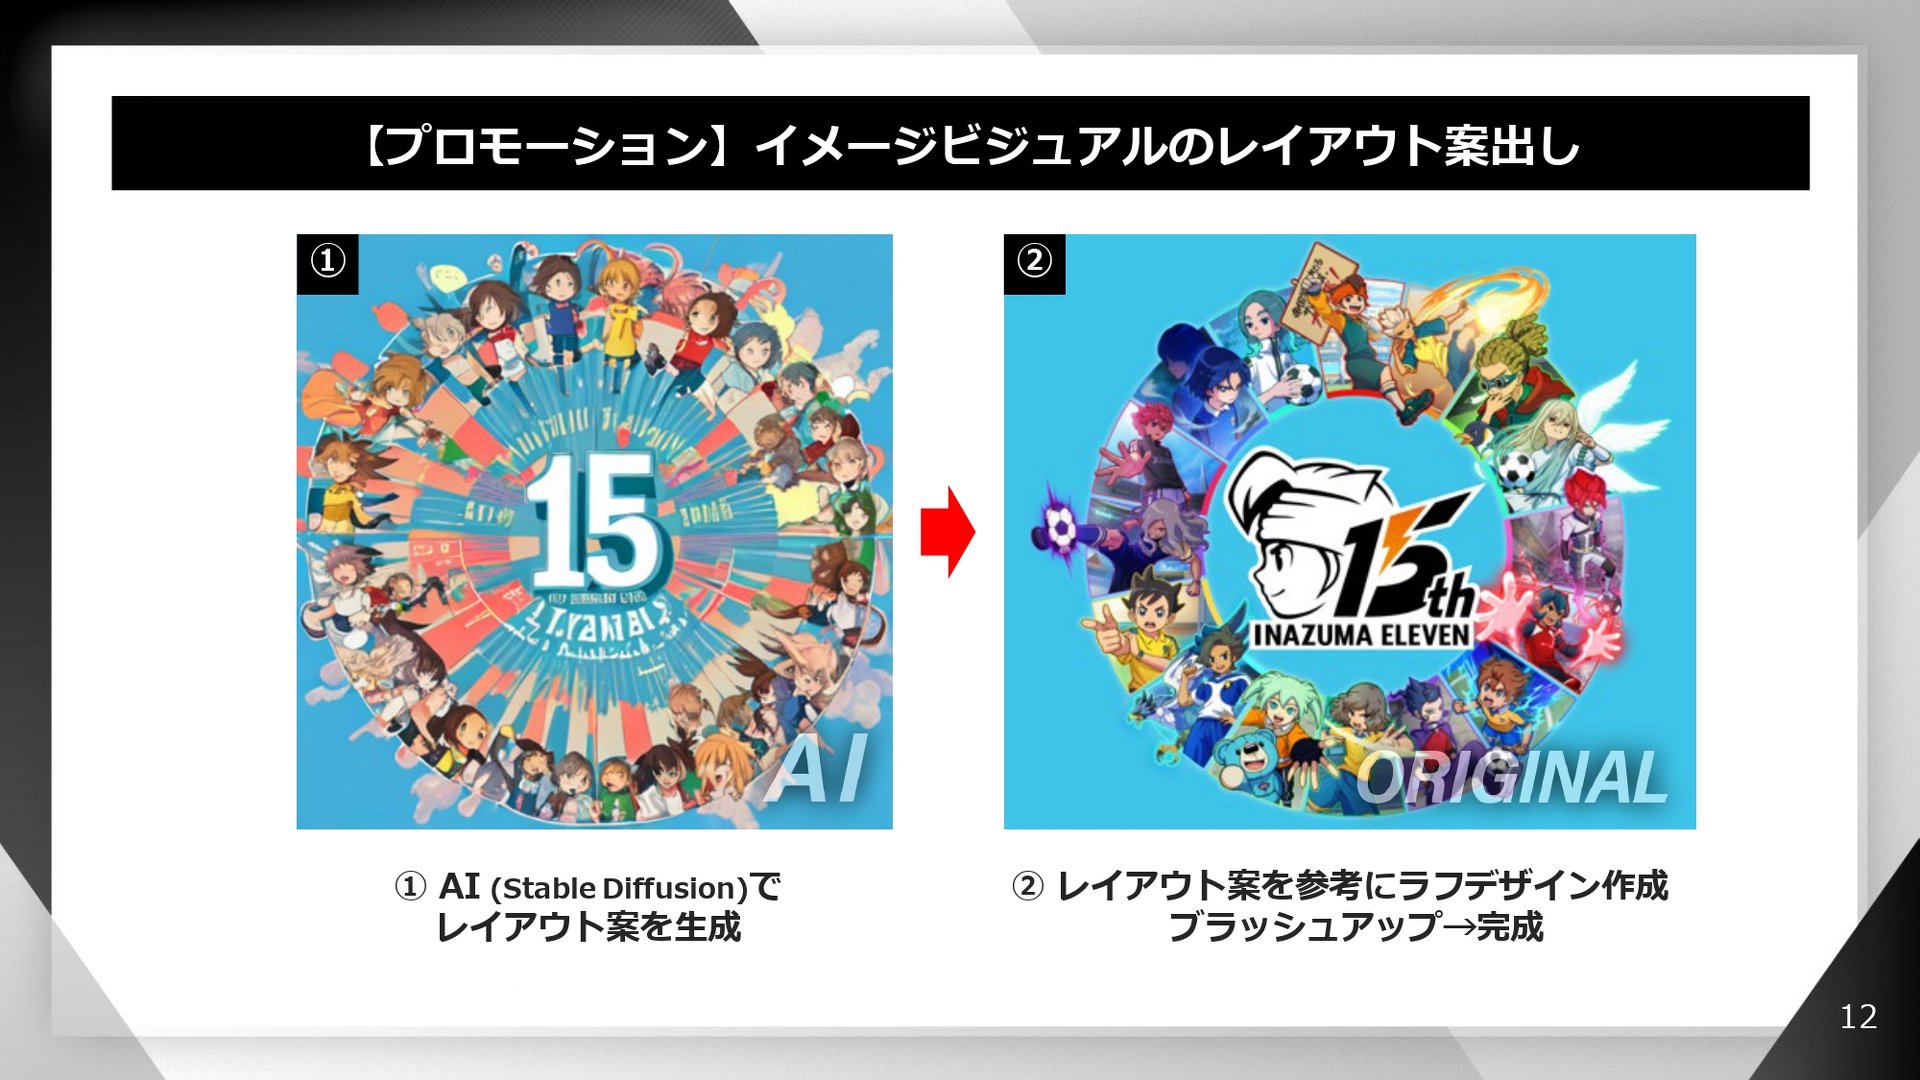 【プロモーション】イメージビジュアルのレイアウト案出し
①
15
AI
②
15th
INAZUMA ELEVEN
ORIGINAL
① AI (Stable Diffusion)で
レイアウト案を生成
② レイアウト案を参考にラフデザイン作成
ブラッシュアップ→完成
12